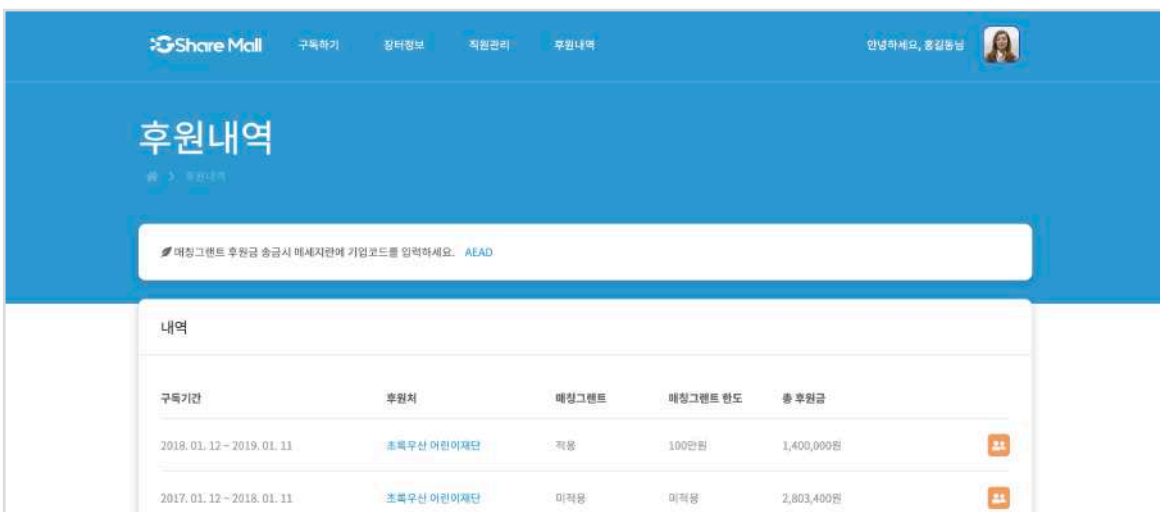 Share Mall 구독하기 장터정보 직원관리 후원내역 안녕하세요, 홍길동님
후원내역
후원내역
매칭그랜트 후원금 송금시 메세지란에 기업코드를 입력하세요. AEAD
내역
구독기간 후원처 매칭그랜트 매칭그랜트 한도 총 후원금
2018. 01. 12 ~ 2019. 01. 11 초록우산 어린이재단 적용 100만원 1,400,000원
2017. 01. 12 ~ 2018. 01. 11 초록우산 어린이재단 미적용 미적용 2,803,400원